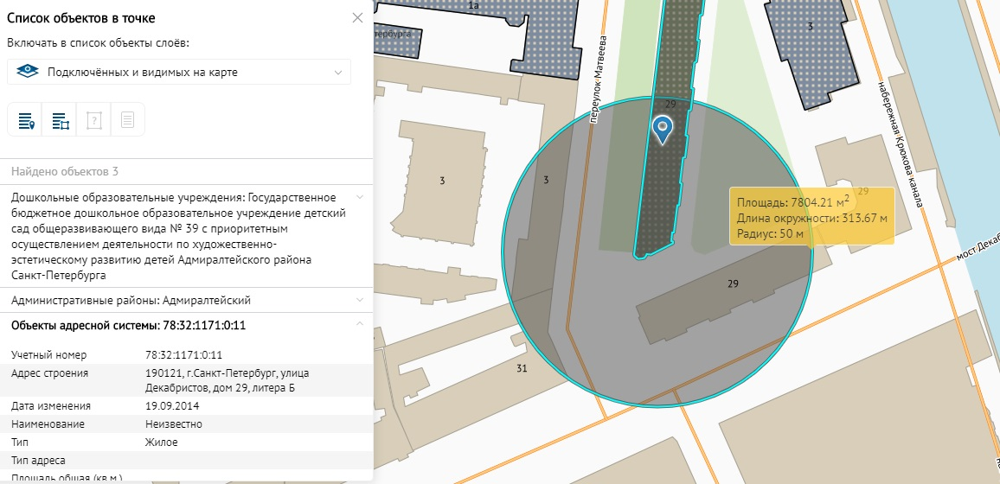 Список объектов в точке
Включать в список объекты слоёв:
Подключённых и видимых на карте
?
Найдено объектов 3
Дошкольные образовательные учреждения: Государственное
бюджетное дошкольное образовательное учреждение детский
сад общеразвивающего вида № 39 с приоритетным
осуществлением деятельности по художественно-
эстетическому развитию детей Адмиралтейского района
Санкт-Петербурга
Административные районы: Адмиралтейский
Объекты адресной системы: 78:32:1171:0:11
Учетный номер 78:32:1171:0:11
Адрес строения 190121, г.Санкт-Петербург, улица
Декабристов, дом 29, литера Б
Дата изменения 19.09.2014
Наименование Неизвестно
Тип Жилое
Тип адреса
Площадь общая (кв.м.)
1а
тербурга
3
переулок Матвеева
29
набережная Крюкова канала
3
3
29
Площадь: 7804.21 м2
Длина окружности: 313.67 м
Радиус: 50 м
мост Декаб
29
31